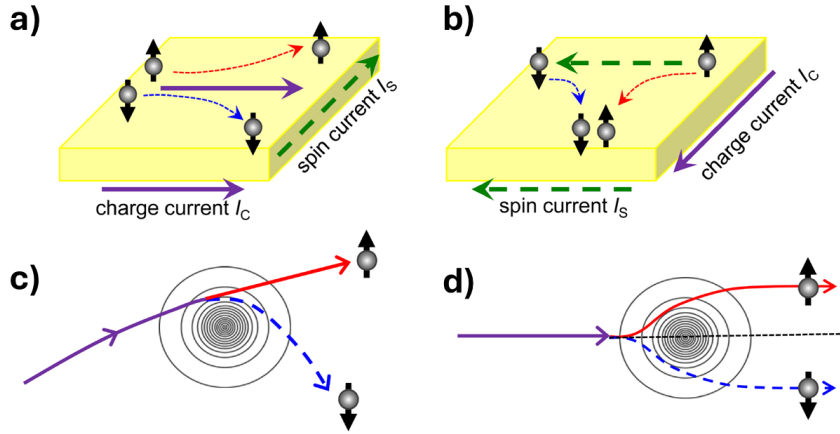 a)
spin current I_S
charge current I_C
b)
charge current I_C
spin current I_S
c)
d)